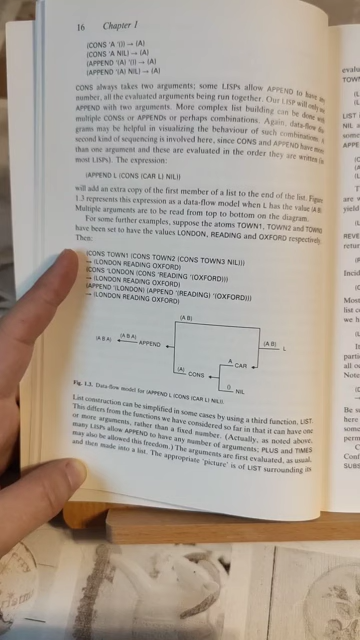 16 Chapter 1
(CONS 'A '()) → (A)
(CONS 'A NIL) → (A)
(APPEND '(A) '()) → (A)
(APPEND '(A) NIL) → (A)
CONS always takes two arguments; some LISPs allow APPEND to have any
number, all the evaluated arguments being run together. Our LISP will only
APPEND with two arguments. More complex list building can be done with
multiple CONSs or APPENDs or perhaps combinations. Again, data-flow
grams may be helpful in visualizing the behaviour of such combinations:
second kind of sequencing is involved here, since CONS and APPEND have more
than one argument and these are evaluated in the order they are written (in
most LISPs). The expression:
(APPEND L (CONS (CAR L) NIL))
will add an extra copy of the first member of a list to the end of the list. Figure
1.3 represents this expression as a data-flow model when L has the value (A B)
Multiple arguments are to be read from top to bottom on the diagram.
For some further examples, suppose the atoms TOWN1, TOWN2 and TOWN3
have been set to have the values LONDON, READING and OXFORD respectively.
Then:
(CONS TOWN1 (CONS TOWN2 (CONS TOWN3 NIL)))
→ (LONDON READING OXFORD)
(CONS 'LONDON (CONS 'READING '(OXFORD)))
→ (LONDON READING OXFORD)
(APPEND '(LONDON) (APPEND '(READING) '(OXFORD)))
→ (LONDON READING OXFORD)
(A B)
(A B A) (A B A) APPEND (A B) L
A CAR
(A) CONS
() NIL
Fig. 1.3. Data-flow model for (APPEND L (CONS (CAR L) NIL)).
List construction can be simplified in some cases by using a third function, LIST.
This differs from the functions we have considered so far in that it can have one
or more arguments, rather than a fixed number. (Actually, as noted above,
many LISPs allow APPEND to have any number of arguments; PLUS and TIMES
may also be allowed this freedom.) The arguments are first evaluated, as usual,
and then made into a list. The appropriate 'picture' is of LIST surrounding its